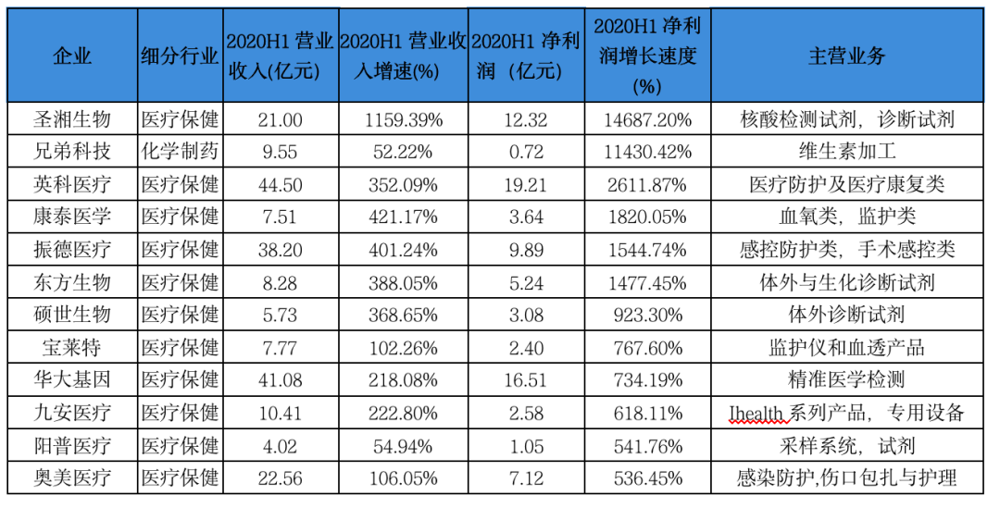 企业 细分行业 2020H1 营业收入(亿元) 2020H1 营业收入增速(%) 2020H1 净利润（亿元） 2020H1 净利润增长速度(%) 主营业务
圣湘生物 医疗保健 21.00 1159.39% 12.32 14687.20% 核酸检测试剂，诊断试剂
兄弟科技 化学制药 9.55 52.22% 0.72 11430.42% 维生素加工
英科医疗 医疗保健 44.50 352.09% 19.21 2611.87% 医疗防护及医疗康复类
康泰医学 医疗保健 7.51 421.17% 3.64 1820.05% 血氧类，监护类
振德医疗 医疗保健 38.20 401.24% 9.89 1544.74% 感控防护类，手术感控类
东方生物 医疗保健 8.28 388.05% 5.24 1477.45% 体外与生化诊断试剂
硕世生物 医疗保健 5.73 368.65% 3.08 923.30% 体外诊断试剂
宝莱特 医疗保健 7.77 102.26% 2.40 767.60% 监护仪和血透产品
华大基因 医疗保健 41.08 218.08% 16.51 734.19% 精准医学检测
九安医疗 医疗保健 10.41 222.80% 2.58 618.11% Ihealth 系列产品，专用设备
阳普医疗 医疗保健 4.02 54.94% 1.05 541.76% 采样系统，试剂
奥美医疗 医疗保健 22.56 106.05% 7.12 536.45% 感染防护,伤口包扎与护理